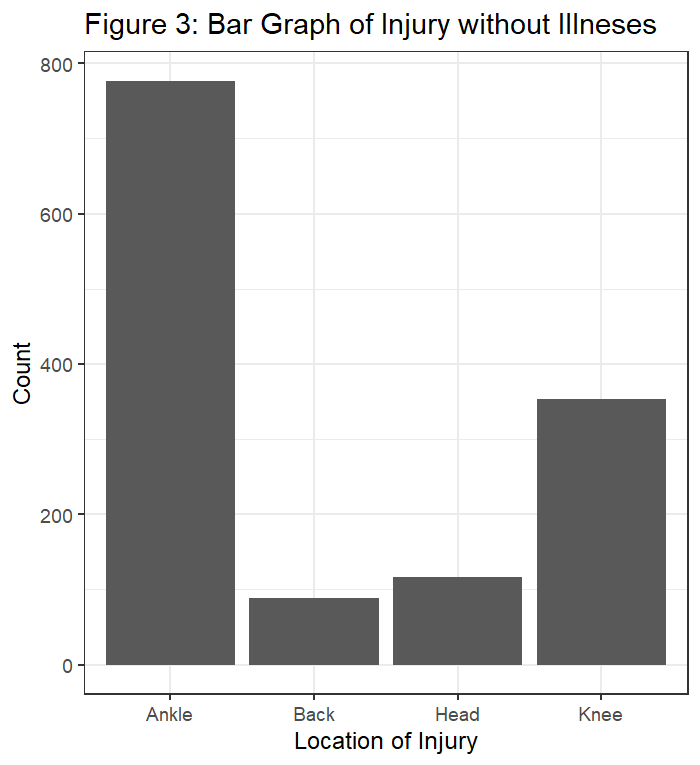 Figure 3: Bar Graph of Injury without Illneses
800
600
400
200
0
Count
Ankle Back Head Knee
Location of Injury